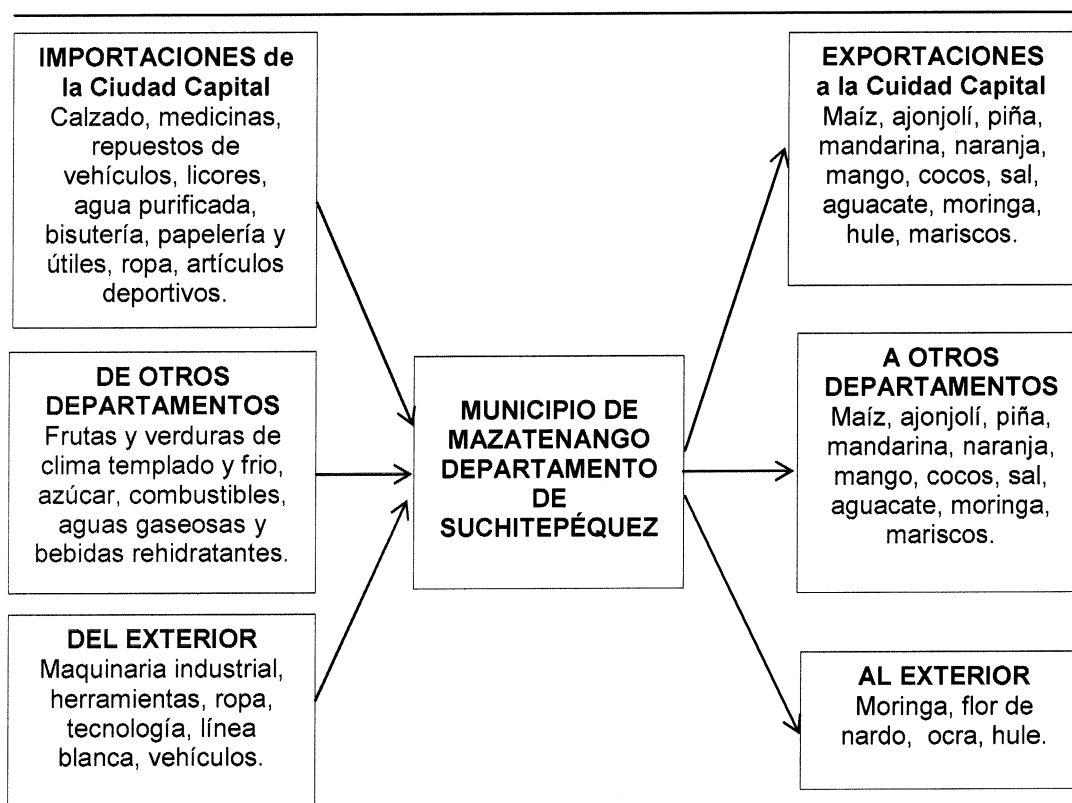 IMPORTACIONES de
la Ciudad Capital
Calzado, medicinas,
repuestos de
vehículos, licores,
agua purificada,
bisutería, papelería y
útiles, ropa, artículos
deportivos.
DE OTROS
DEPARTAMENTOS
Frutas y verduras de
clima templado y frio,
azúcar, combustibles,
aguas gaseosas y
bebidas rehidratantes.
DEL EXTERIOR
Maquinaria industrial,
herramientas, ropa,
tecnología, línea
blanca, vehículos.
MUNICIPIO DE
MAZATENANGO
DEPARTAMENTO
DE
SUCHITEPÉQUEZ
EXPORTACIONES
a la Cuidad Capital
Maíz, ajonjolí, piña,
mandarina, naranja,
mango, cocos, sal,
aguacate, moringa,
hule, mariscos.
A OTROS
DEPARTAMENTOS
Maíz, ajonjolí, piña,
mandarina, naranja,
mango, cocos, sal,
aguacate, moringa,
mariscos.
AL EXTERIOR
Moringa, flor de
nardo, ocra, hule.